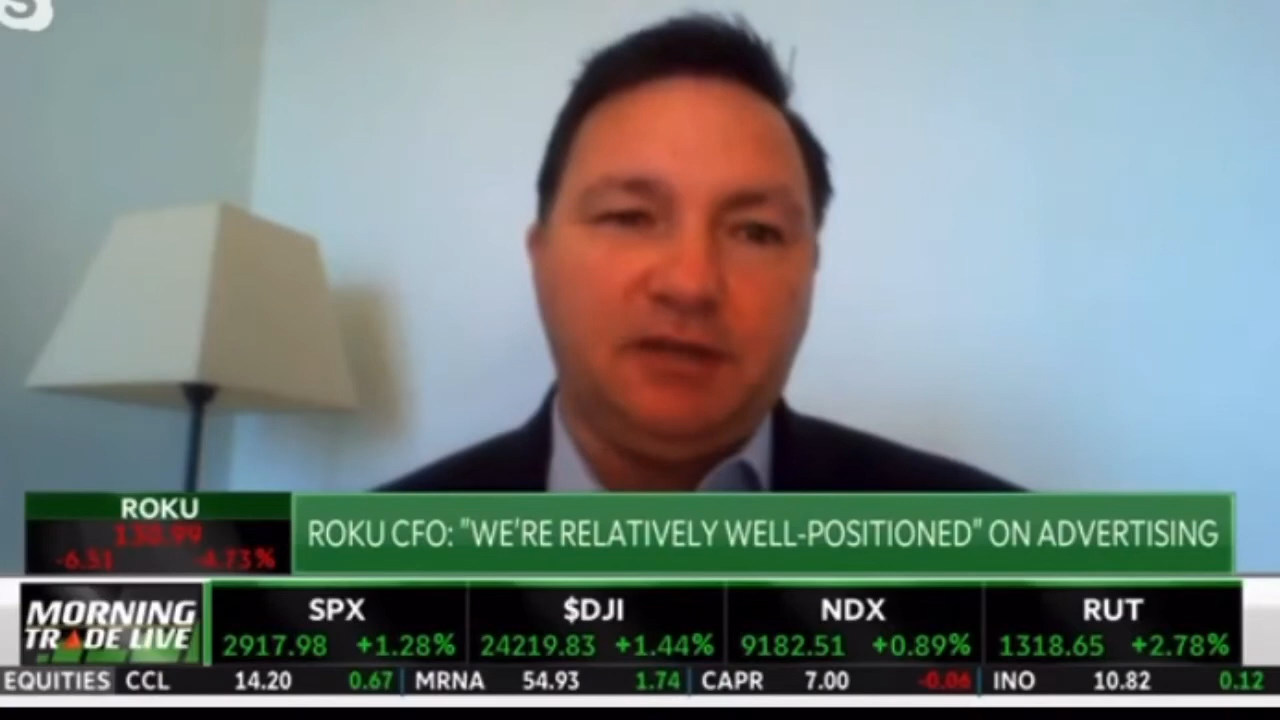 S
ROKU
-6.51 -4.73%
ROKU CFO: "WE'RE RELATIVELY WELL-POSITIONED" ON ADVERTISING
MORNING
TRADE LIVE
SPX $DJI NDX RUT
2917.98 +1.28% 24219.83 +1.44% 9182.51 +0.89% 1318.65 +2.78%
EQUITIES CCL 14.20 0.67 MRNA 54.93 1.74 CAPR 7.00 -0.06 INO 10.82 0.12